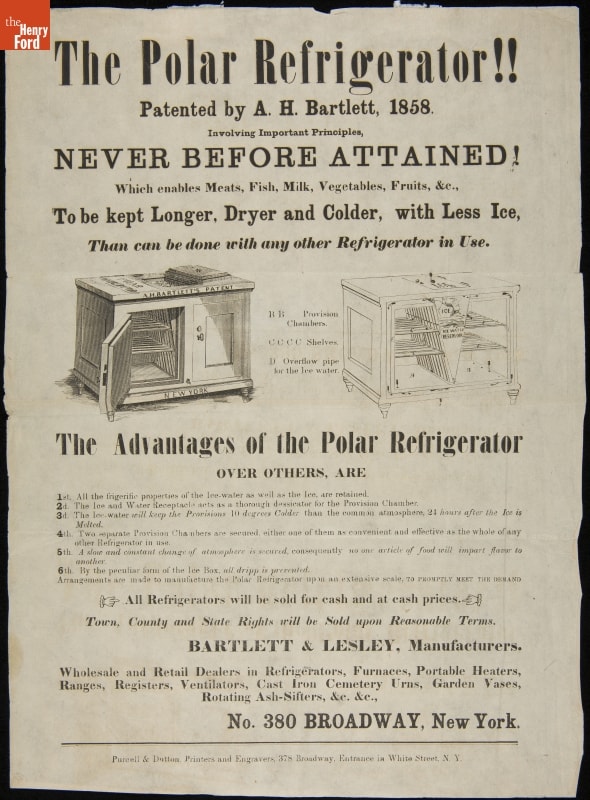 the
Henry
Ford
The Polar Refrigerator!!
Patented by A. H. Bartlett, 1858.
Involving Important Principles,
NEVER BEFORE ATTAINED!
Which enables Meats, Fish, Milk, Vegetables, Fruits, &c.,
To be kept Longer, Dryer and Colder, with Less Ice,
Than can be done with any other Refrigerator in Use.
A.H.BARTLETT'S PATENT
NEW YORK
B B Provision
Chambers.
C C C C Shelves.
D Overflow pipe
for the Ice water.
ICE
The Advantages of the Polar Refrigerator
OVER OTHERS, ARE
1st. All the frigerific properties of the Ice-water as well as the Ice, are retained.
2d. The Ice and Water Receptacle acts as a thorough dessicator for the Provision Chamber.
3d. The Ice-water will keep the Provisions 10 degrees Colder than the common atmosphere, 24 hours after the Ice is
Melted.
4th. Two separate Provision Chambers are secured, either one of them as convenient and effective as the whole of any
other Refrigerator in use.
5th. A slow and constant change of atmosphere is secured, consequently no one article of food will impart flavor to
another.
6th. By the peculiar form of the Ice Box, all dripp is prevented.
Arrangements are made to manufacture the Polar Refrigerator upon an extensive scale, TO PROMPTLY MEET THE DEMAND
All Refrigerators will be sold for cash and at cash prices.
Town, County and State Rights will be Sold upon Reasonable Terms.
BARTLETT & LESLEY, Manufacturers.
Wholesale and Retail Dealers in Refrigerators, Furnaces, Portable Heaters,
Ranges, Registers, Ventilators, Cast Iron Cemetery Urns, Garden Vases,
Rotating Ash-Sifters, &c. &c.,
No. 380 BROADWAY, New York.
Purcell & Dutton, Printers and Engravers, 378 Broadway, Entrance in White Street, N. Y.